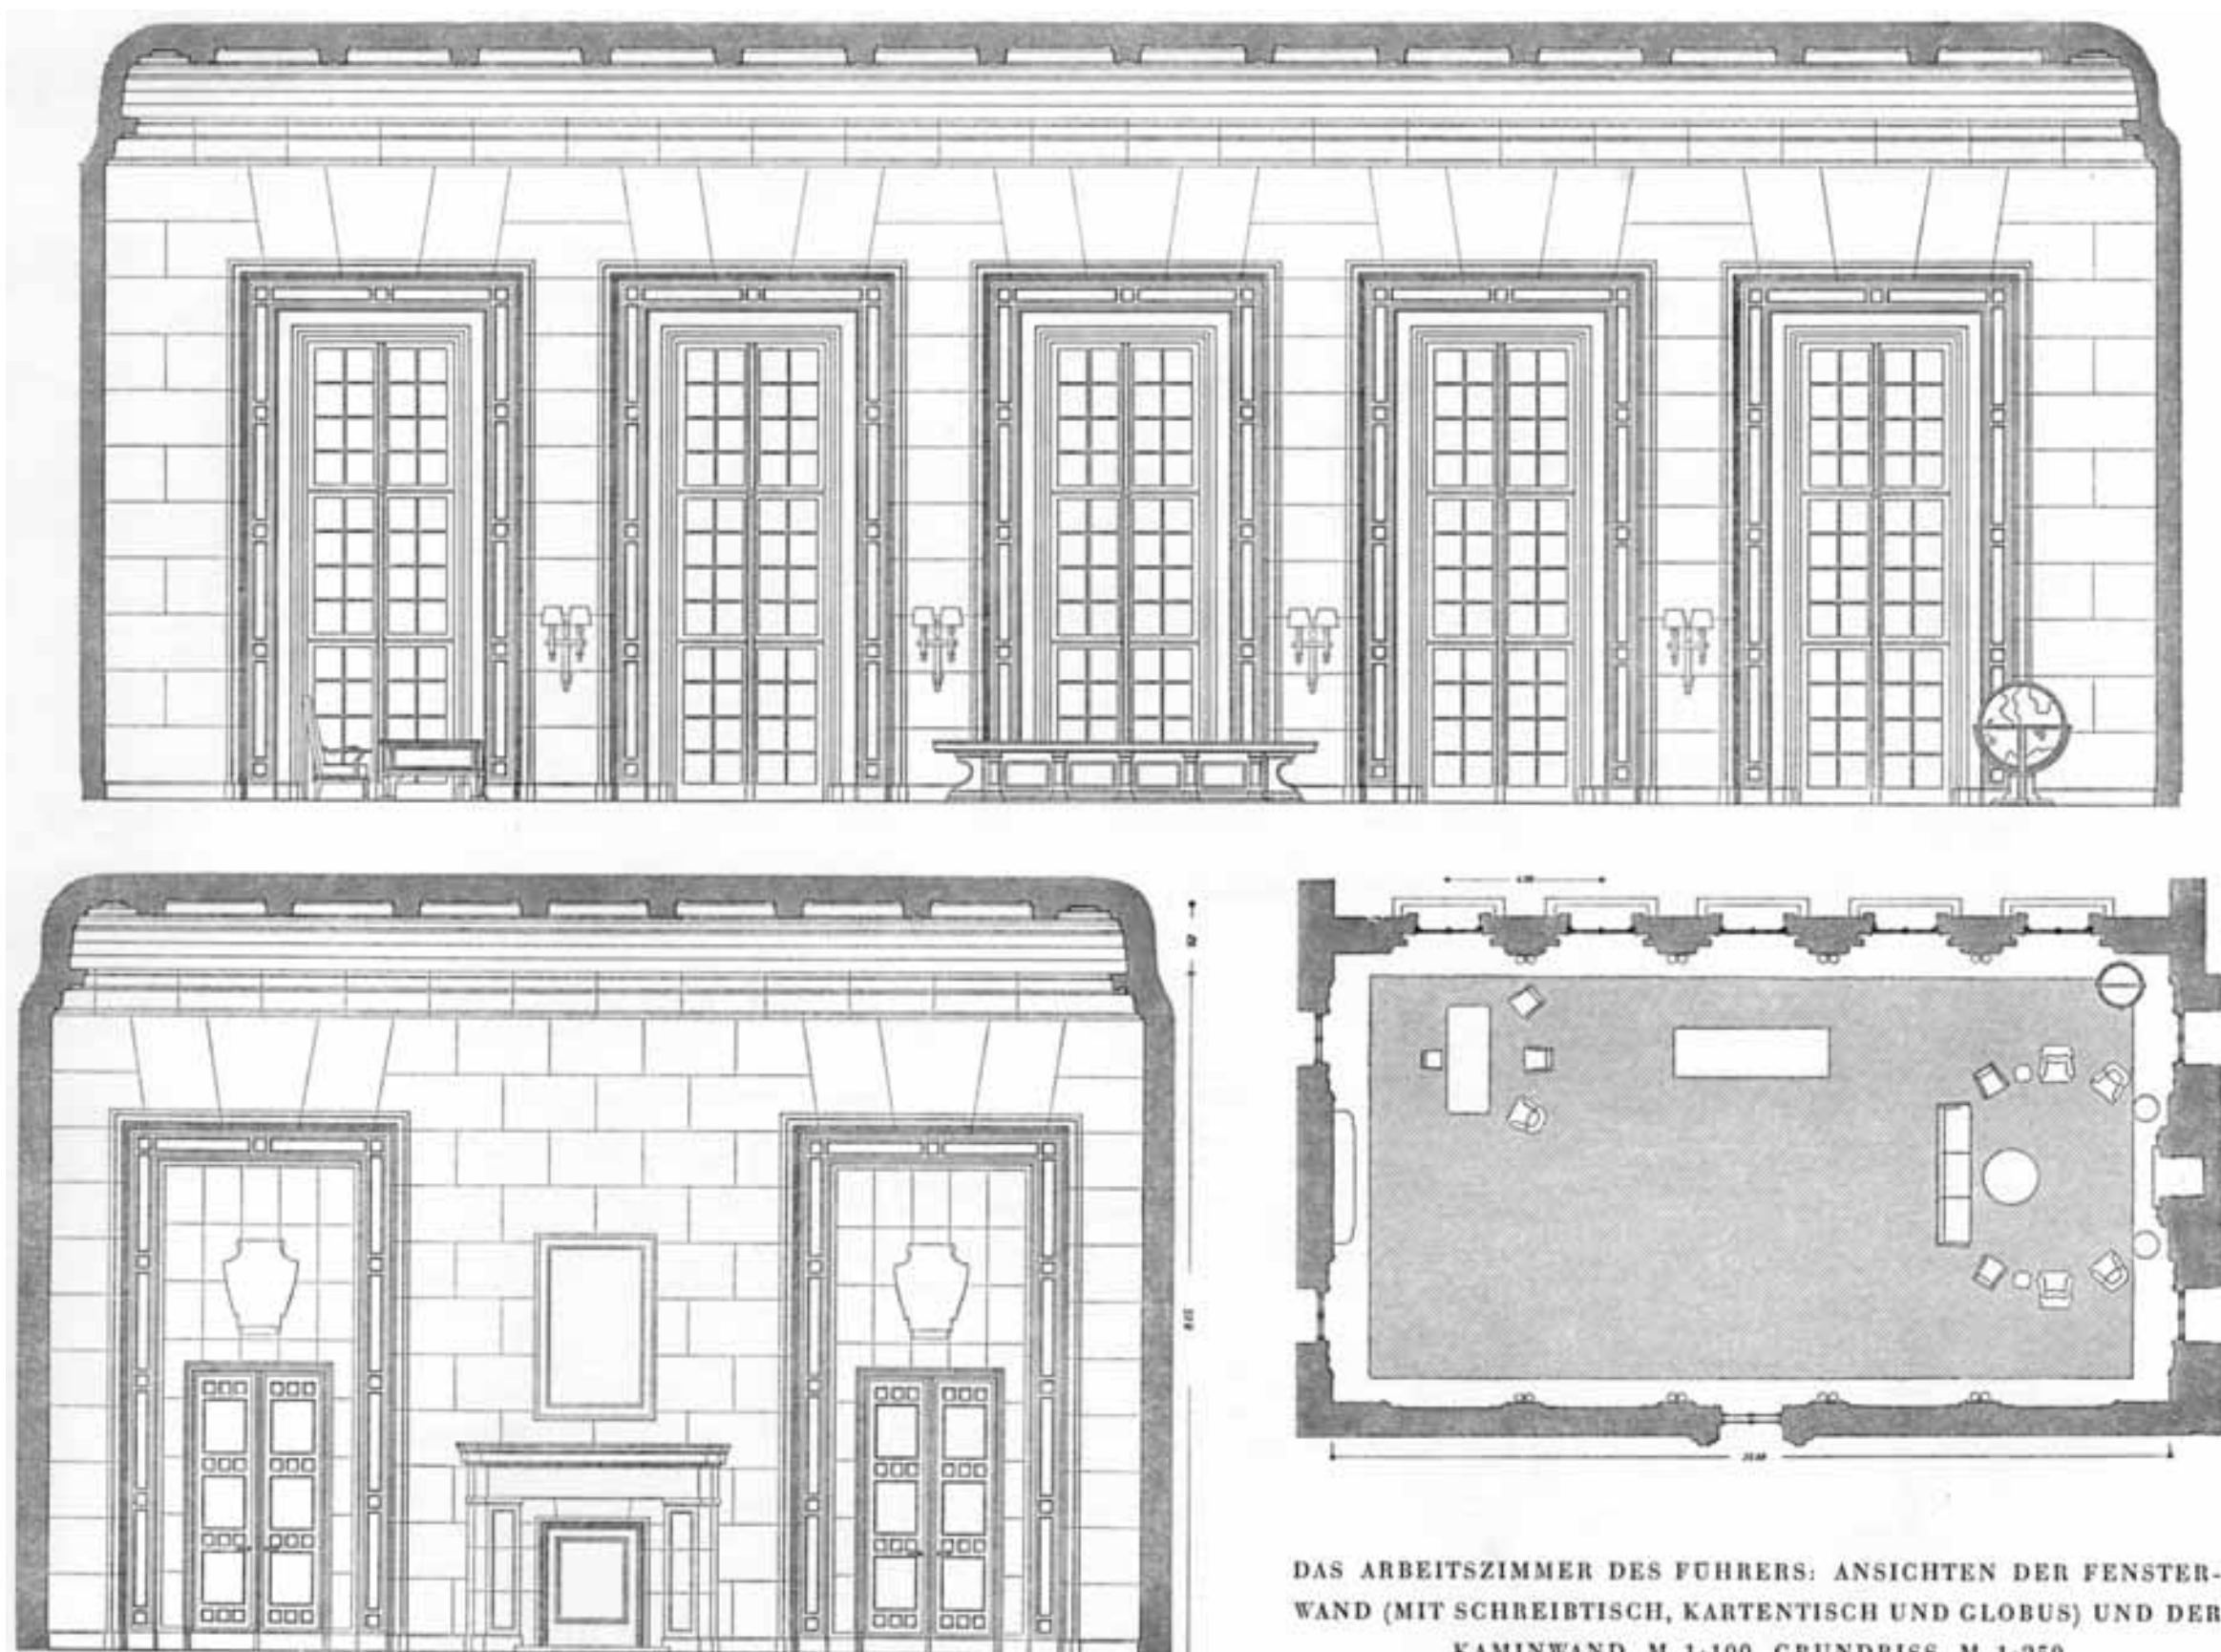 DAS ARBEITSZIMMER DES FÜHRERS: ANSICHTEN DER FENSTER-
WAND (MIT SCHREIBTISCH, KARTENTISCH UND GLOBUS) UND DER
KAMINWAND. M 1:100. GRUNDRISS. M 1:250